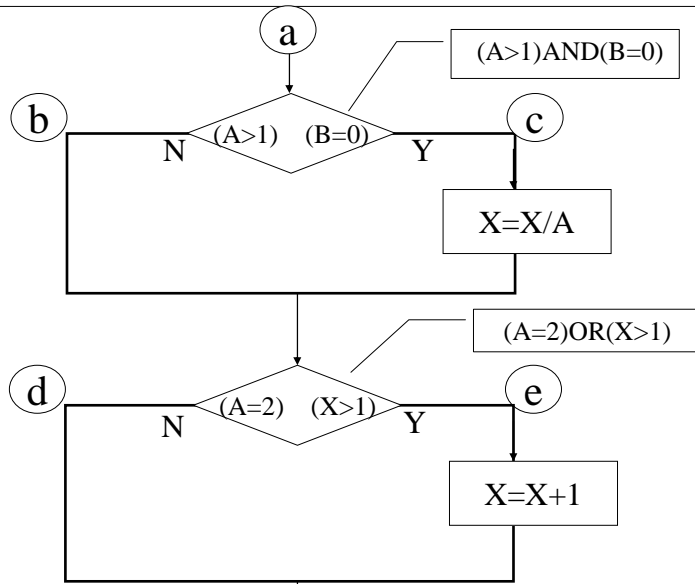 a
(A>1)AND(B=0)
b
c
(A>1) (B=0)
N
Y
X=X/A
(A=2)OR(X>1)
d
e
(A=2) (X>1)
N
Y
X=X+1